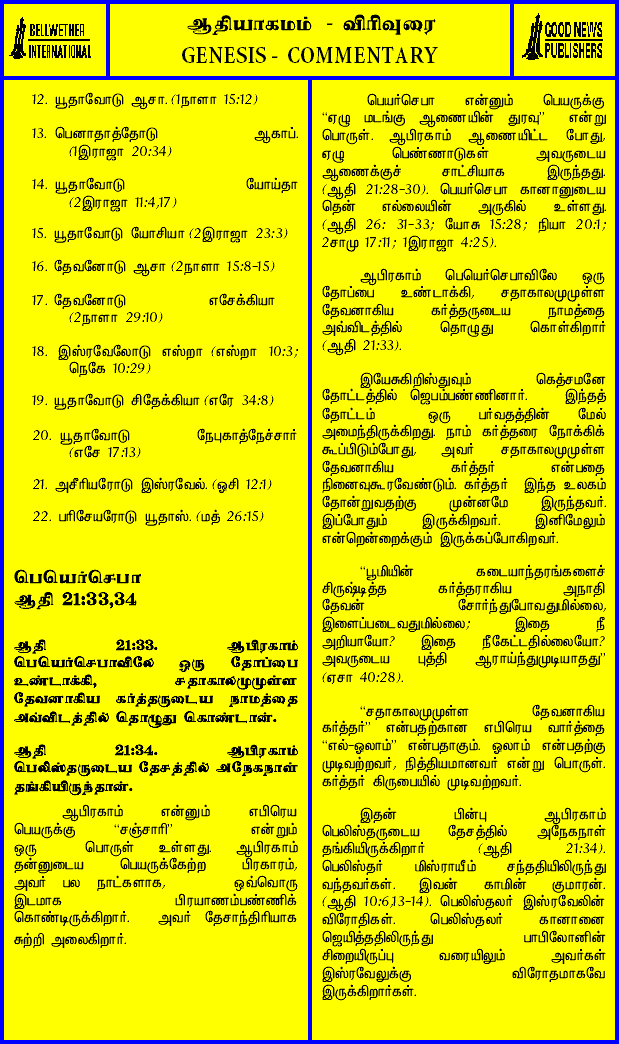 BELLWETHER
INTERNATIONAL
ஆதியாகமம் - விரிவுரை
GENESIS - COMMENTARY
GOOD NEWS
PUBLISHERS
12. யூதாவோடு ஆசா. (1நாளா 15:12)
13. பெனாதாத்தோடு ஆகாப்.
(1இராஜா 20:34)
14. யூதாவோடு யோய்தா
(2இராஜா 11:4,17)
15. யூதாவோடு யோசியா (2இராஜா 23:3)
16. தேவனோடு ஆசா (2நாளா 15:8-15)
17. தேவனோடு எசேக்கியா
(2நாளா 29:10)
18. இஸ்ரவேலோடு எஸ்றா (எஸ்றா 10:3;
நெகே 10:29)
19. யூதாவோடு சிதேக்கியா (எரே 34:8)
20. யூதாவோடு நேபுகாத்நேச்சார்
(எசே 17:13)
21. அசீரியரோடு இஸ்ரவேல். (ஒசி 12:1)
22. பரிசேயரோடு யூதாஸ். (மத் 26:15)
பெயெர்செபா
ஆதி 21:33,34
ஆதி 21:33. ஆபிரகாம்
பெயெர்செபாவிலே ஒரு தோப்பை
உண்டாக்கி, சதாகாலமுமுள்ள
தேவனாகிய கர்த்தருடைய நாமத்தை
அவ்விடத்தில் தொழுது கொண்டான்.
ஆதி 21:34. ஆபிரகாம்
பெலிஸ்தருடைய தேசத்தில் அநேகநாள்
தங்கியிருந்தான்.
ஆபிரகாம் என்னும் எபிரெய
பெயருக்கு “சஞ்சாரி” என்றும்
ஒரு பொருள் உள்ளது. ஆபிரகாம்
தன்னுடைய பெயருக்கேற்ற பிரகாரம்,
அவர் பல நாட்களாக, ஒவ்வொரு
இடமாக பிரயாணம்பண்ணிக்
கொண்டிருக்கிறார். அவர் தேசாந்திரியாக
சுற்றி அலைகிறார்.
பெயர்செபா என்னும் பெயருக்கு
“ஏழு மடங்கு ஆணையின் துரவு” என்று
பொருள். ஆபிரகாம் ஆணையிட்ட போது,
ஏழு பெண்ணாடுகள் அவருடைய
ஆணைக்குச் சாட்சியாக இருந்தது.
(ஆதி 21:28-30). பெயர்செபா கானானுடைய
தென் எல்லையின் அருகில் உள்ளது.
(ஆதி 26: 31-33; யோசு 15:28; நியா 20:1;
2சாமு 17:11; 1இராஜா 4:25).
ஆபிரகாம் பெயெர்செபாவிலே ஒரு
தோப்பை உண்டாக்கி, சதாகாலமுமுள்ள
தேவனாகிய கர்த்தருடைய நாமத்தை
அவ்விடத்தில் தொழுது கொள்கிறார்
(ஆதி 21:33).
இயேசுகிறிஸ்துவும் கெத்சமனே
தோட்டத்தில் ஜெபம்பண்ணினார். இந்தத்
தோட்டம் ஒரு பர்வதத்தின் மேல்
அமைந்திருக்கிறது. நாம் கர்த்தரை நோக்கிக்
கூப்பிடும்போது, அவர் சதாகாலமுமுள்ள
தேவனாகிய கர்த்தர் என்பதை
நினைவுகூரவேண்டும். கர்த்தர் இந்த உலகம்
தோன்றுவதற்கு முன்னமே இருந்தவர்.
இப்போதும் இருக்கிறவர். இனிமேலும்
என்றென்றைக்கும் இருக்கப்போகிறவர்.
“பூமியின் கடையாந்தரங்களைச்
சிருஷ்டித்த கர்த்தராகிய அநாதி
தேவன் சோர்ந்துபோவதுமில்லை,
இளைப்படைவதுமில்லை; இதை நீ
அறியாயோ? இதை நீகேட்டதில்லையோ?
அவருடைய புத்தி ஆராய்ந்துமுடியாதது”
(ஏசா 40:28).
“சதாகாலமுமுள்ள தேவனாகிய
கர்த்தர்” என்பதற்கான எபிரெய வார்த்தை
“எல்-ஓலாம்” என்பதாகும். ஓலாம் என்பதற்கு
முடிவற்றவர், நித்தியமானவர் என்று பொருள்.
கர்த்தர் கிருபையில் முடிவற்றவர்.
இதன் பின்பு ஆபிரகாம்
பெலிஸ்தருடைய தேசத்தில் அநேகநாள்
தங்கியிருக்கிறார் (ஆதி 21:34).
பெலிஸ்தர் மிஸ்ராயீம் சந்ததியிலிருந்து
வந்தவர்கள். இவன் காமின் குமாரன்.
(ஆதி 10:6,13-14). பெலிஸ்தலர் இஸ்ரவேலின்
விரோதிகள். பெலிஸ்தலர் கானானை
ஜெயித்ததிலிருந்து பாபிலோனின்
சிறையிருப்பு வரையிலும் அவர்கள்
இஸ்ரவேலுக்கு விரோதமாகவே
இருக்கிறார்கள்.